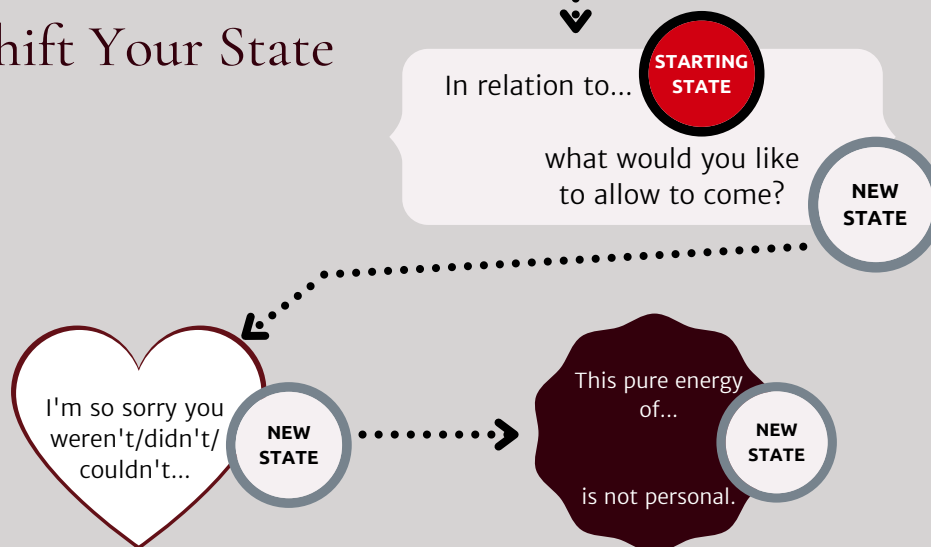 hift Your State
In relation to...
STARTING
STATE
what would you like
to allow to come?
NEW
STATE
I'm so sorry you
weren't/didn't/
couldn't...
NEW
STATE
This pure energy
of...
NEW
STATE
is not personal.